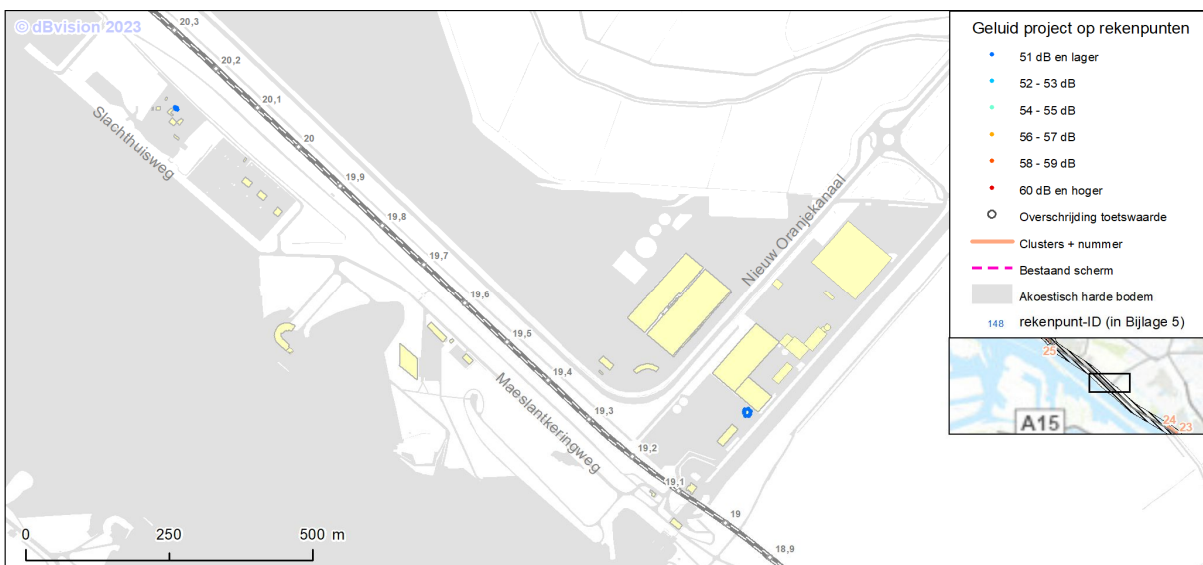 © dBvision 2023
20,3
20,2
20,1
20
19,9
19,8
19,7
19,6
19,5
19,4
19,3
19,2
19,1
19
18,9
Slachthuisweg
Maeslantkeringweg
Nieuw Oranjekanaal
0 250 500 m
Geluid project op rekenpunten
51 dB en lager
52 - 53 dB
54 - 55 dB
56 - 57 dB
58 - 59 dB
60 dB en hoger
Overschrijding toetswaarde
Clusters + nummer
Bestaand scherm
Akoestisch harde bodem
148 rekenpunt-ID (in Bijlage 5)
25
A15
24
23